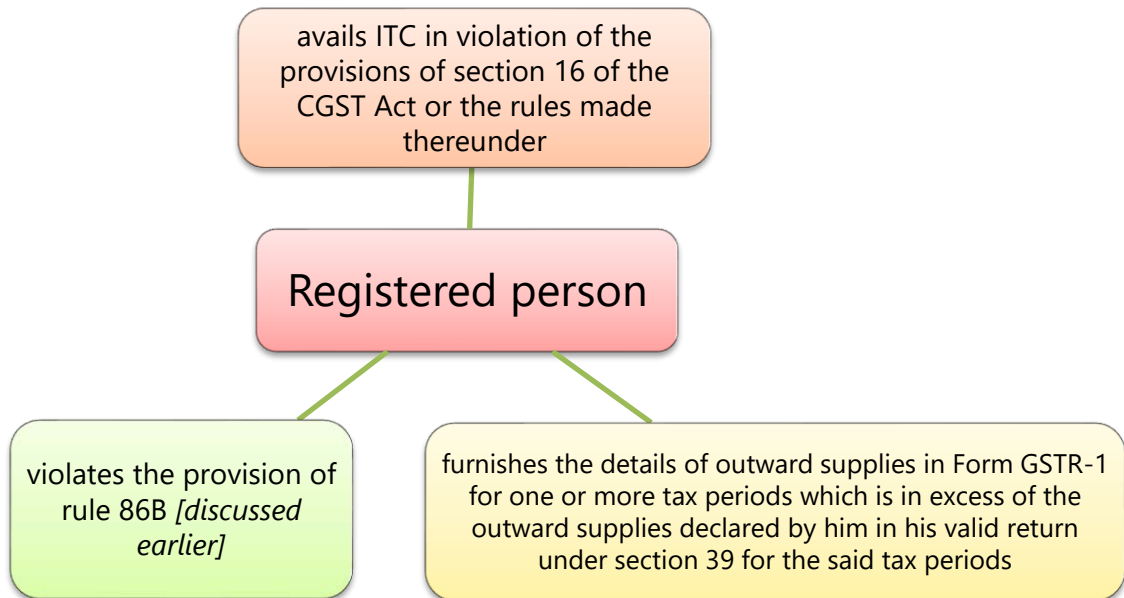 avails ITC in violation of the
provisions of section 16 of the
CGST Act or the rules made
thereunder
Registered person
violates the provision of
rule 86B [discussed
earlier]
furnishes the details of outward supplies in Form GSTR-1
for one or more tax periods which is in excess of the
outward supplies declared by him in his valid return
under section 39 for the said tax periods